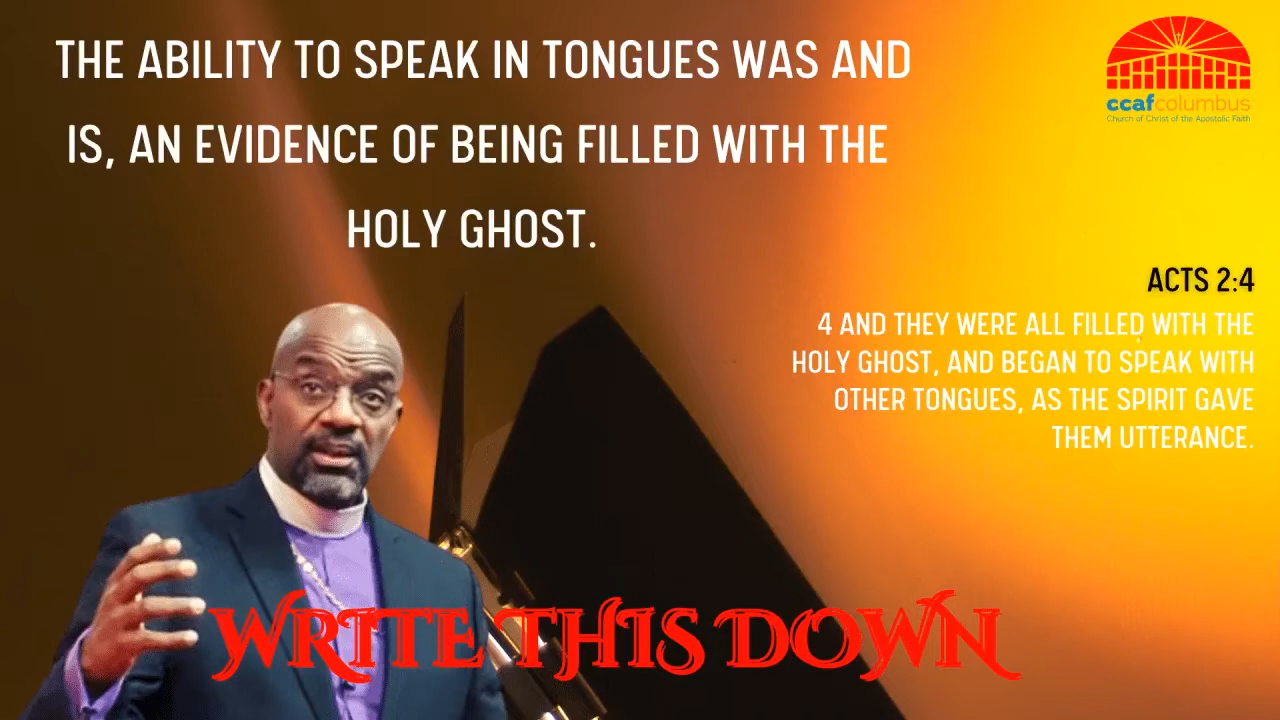 THE ABILITY TO SPEAK IN TONGUES WAS AND
IS, AN EVIDENCE OF BEING FILLED WITH THE
HOLY GHOST.
ccafcolumbus
Church of Christ of the Apostolic Faith
ACTS 2:4
4 AND THEY WERE ALL FILLED WITH THE
HOLY GHOST, AND BEGAN TO SPEAK WITH
OTHER TONGUES, AS THE SPIRIT GAVE
THEM UTTERANCE.
WRITE THIS DOWN